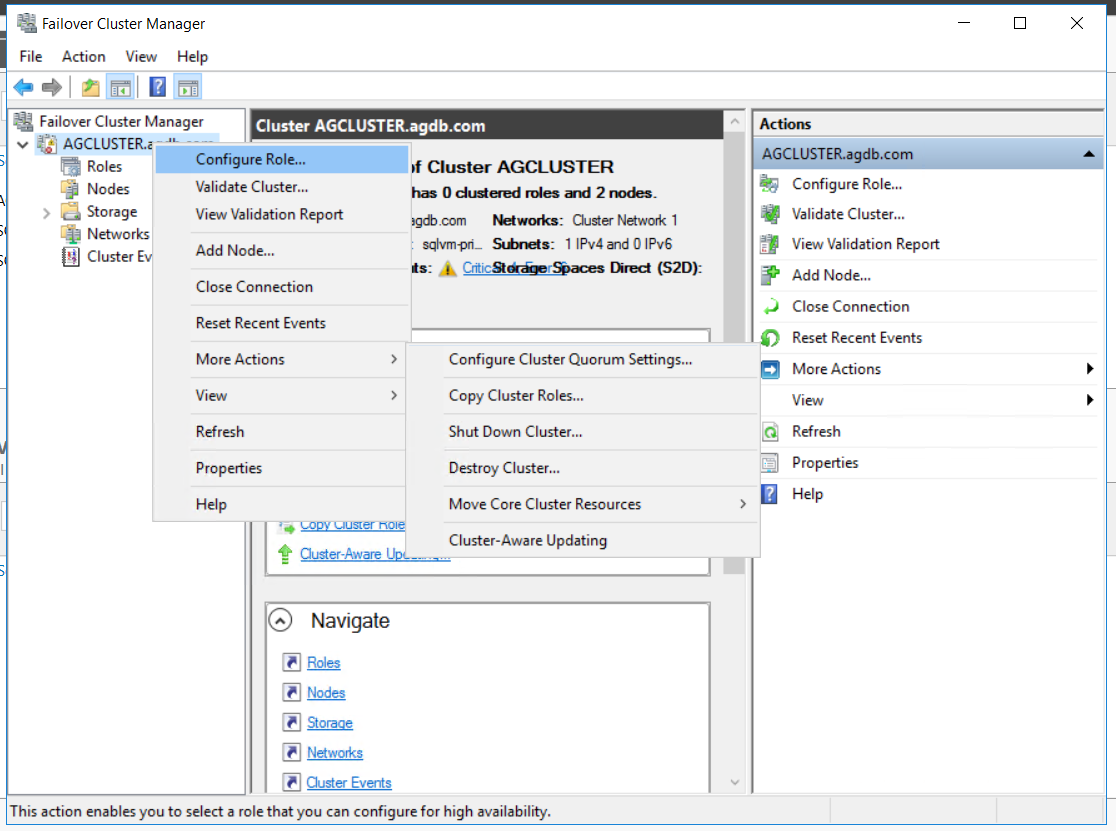 Failover Cluster Manager
File Action View Help
Failover Cluster Manager
AGCLUSTER.agdb.com
Roles
Nodes
Storage
Networks
Cluster Ev
Configure Role...
Validate Cluster...
View Validation Report
Add Node...
Close Connection
Reset Recent Events
More Actions
View
Refresh
Properties
Help
Configure Cluster Quorum Settings...
Copy Cluster Roles...
Shut Down Cluster...
Destroy Cluster...
Move Core Cluster Resources
Cluster-Aware Updating
Cluster AGCLUSTER.agdb.com
of Cluster AGCLUSTER
has 0 clustered roles and 2 nodes.
agdb.com Networks: Cluster Network 1
sqlvm-pri... Subnets: 1 IPv4 and 0 IPv6
Storage Spaces Direct (S2D):
Copy Cluster Role
Cluster-Aware Updating...
Navigate
Roles
Nodes
Storage
Networks
Cluster Events
Actions
AGCLUSTER.agdb.com
Configure Role...
Validate Cluster...
View Validation Report
Add Node...
Close Connection
Reset Recent Events
More Actions
View
Refresh
Properties
Help
This action enables you to select a role that you can configure for high availability.